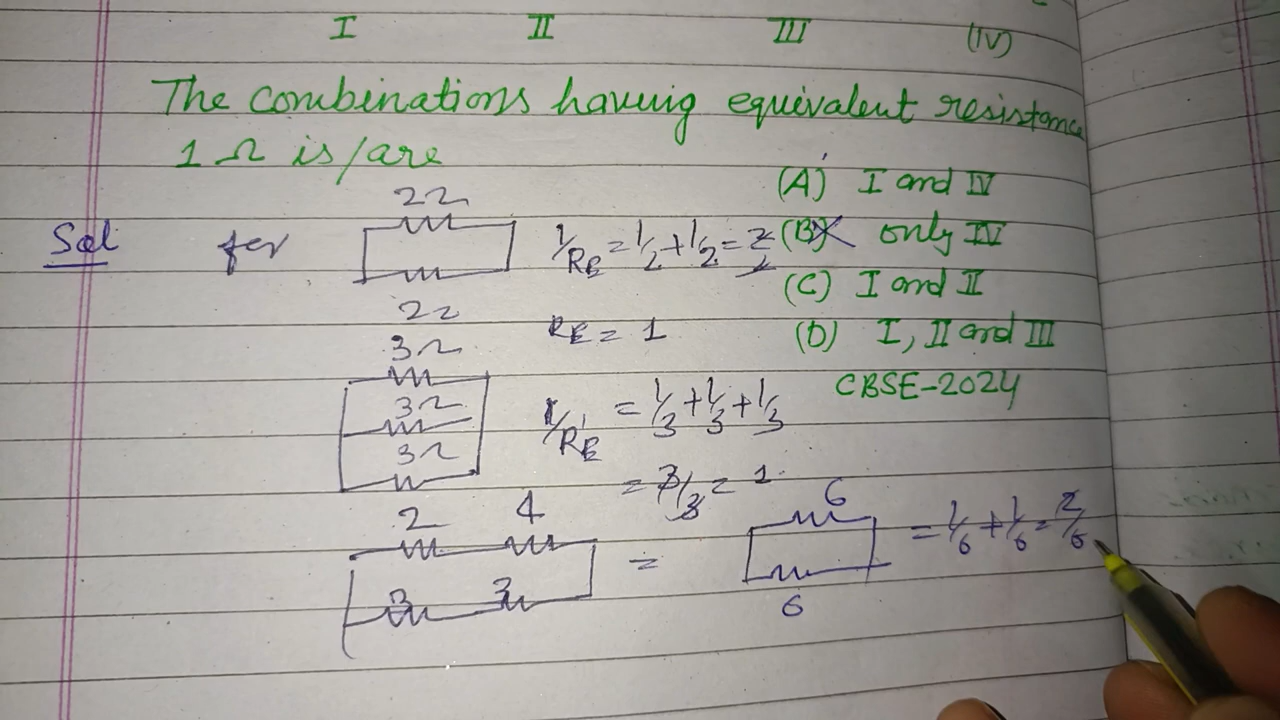 I II III (IV)
The combinations having equivalent resistance
1 Ω is/are
(A) I and IV
(B) only IV
(C) I and II
(D) I, II and III
CBSE-2024
Sol for
2Ω
2Ω
1/RE = 1/2 + 1/2 = 2/2
RE = 1
3Ω
3Ω
3Ω
1/RE = 1/3 + 1/3 + 1/3
= 3/3 = 1
2 4
3 3
=
6
6
= 1/6 + 1/6 = 2/6